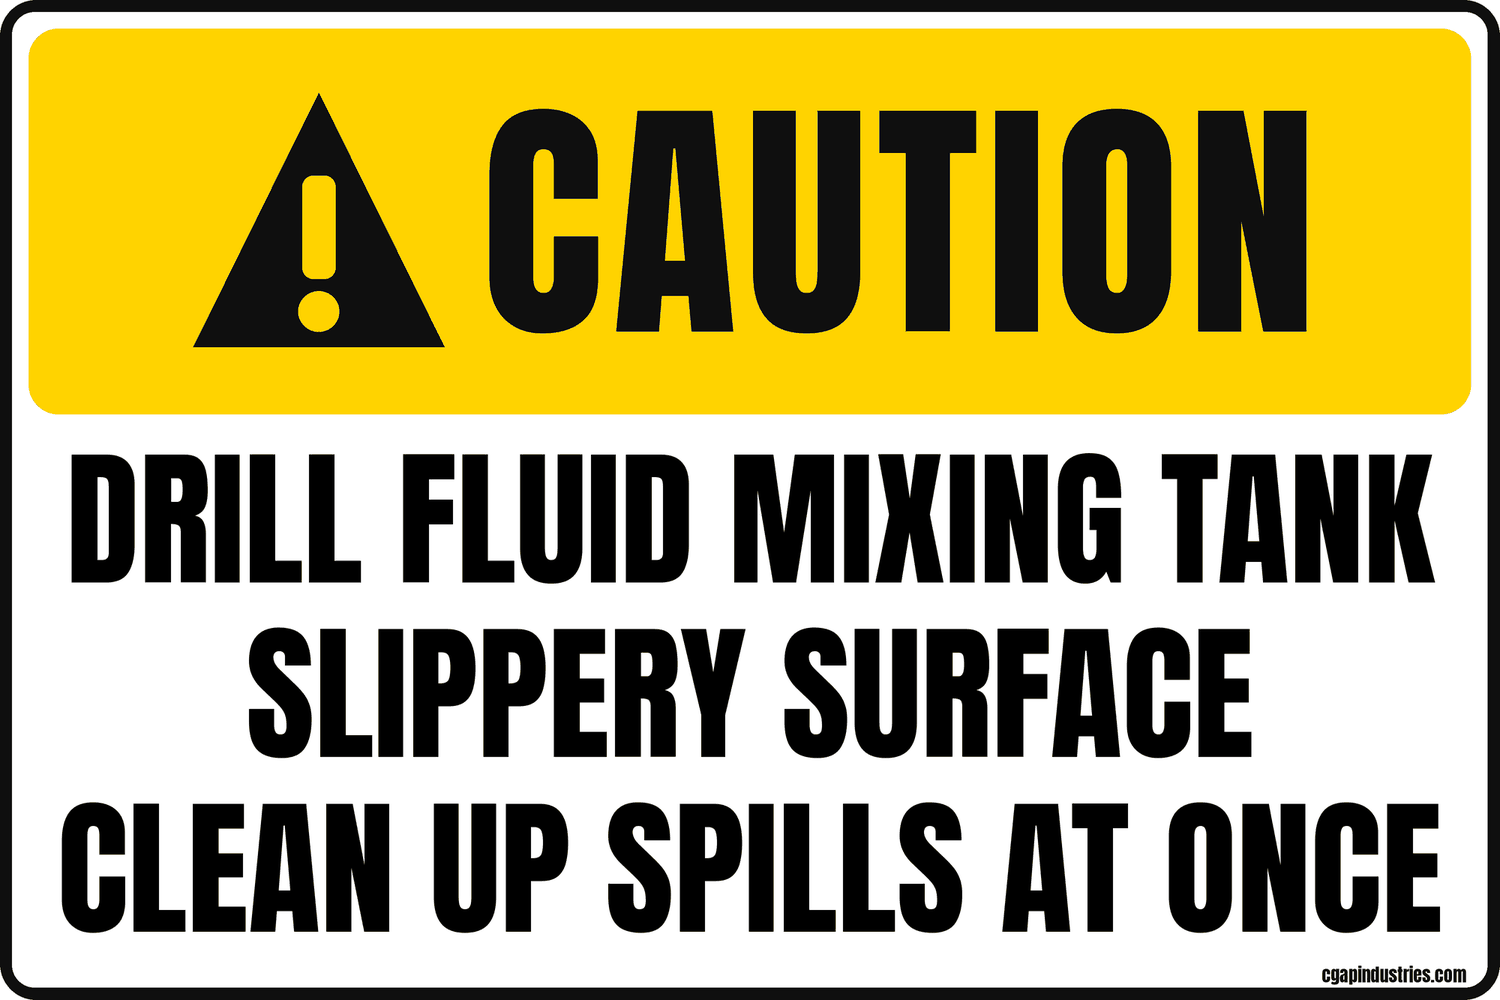 CAUTION
DRILL FLUID MIXING TANK
SLIPPERY SURFACE
CLEAN UP SPILLS AT ONCE
cgapindustries.com